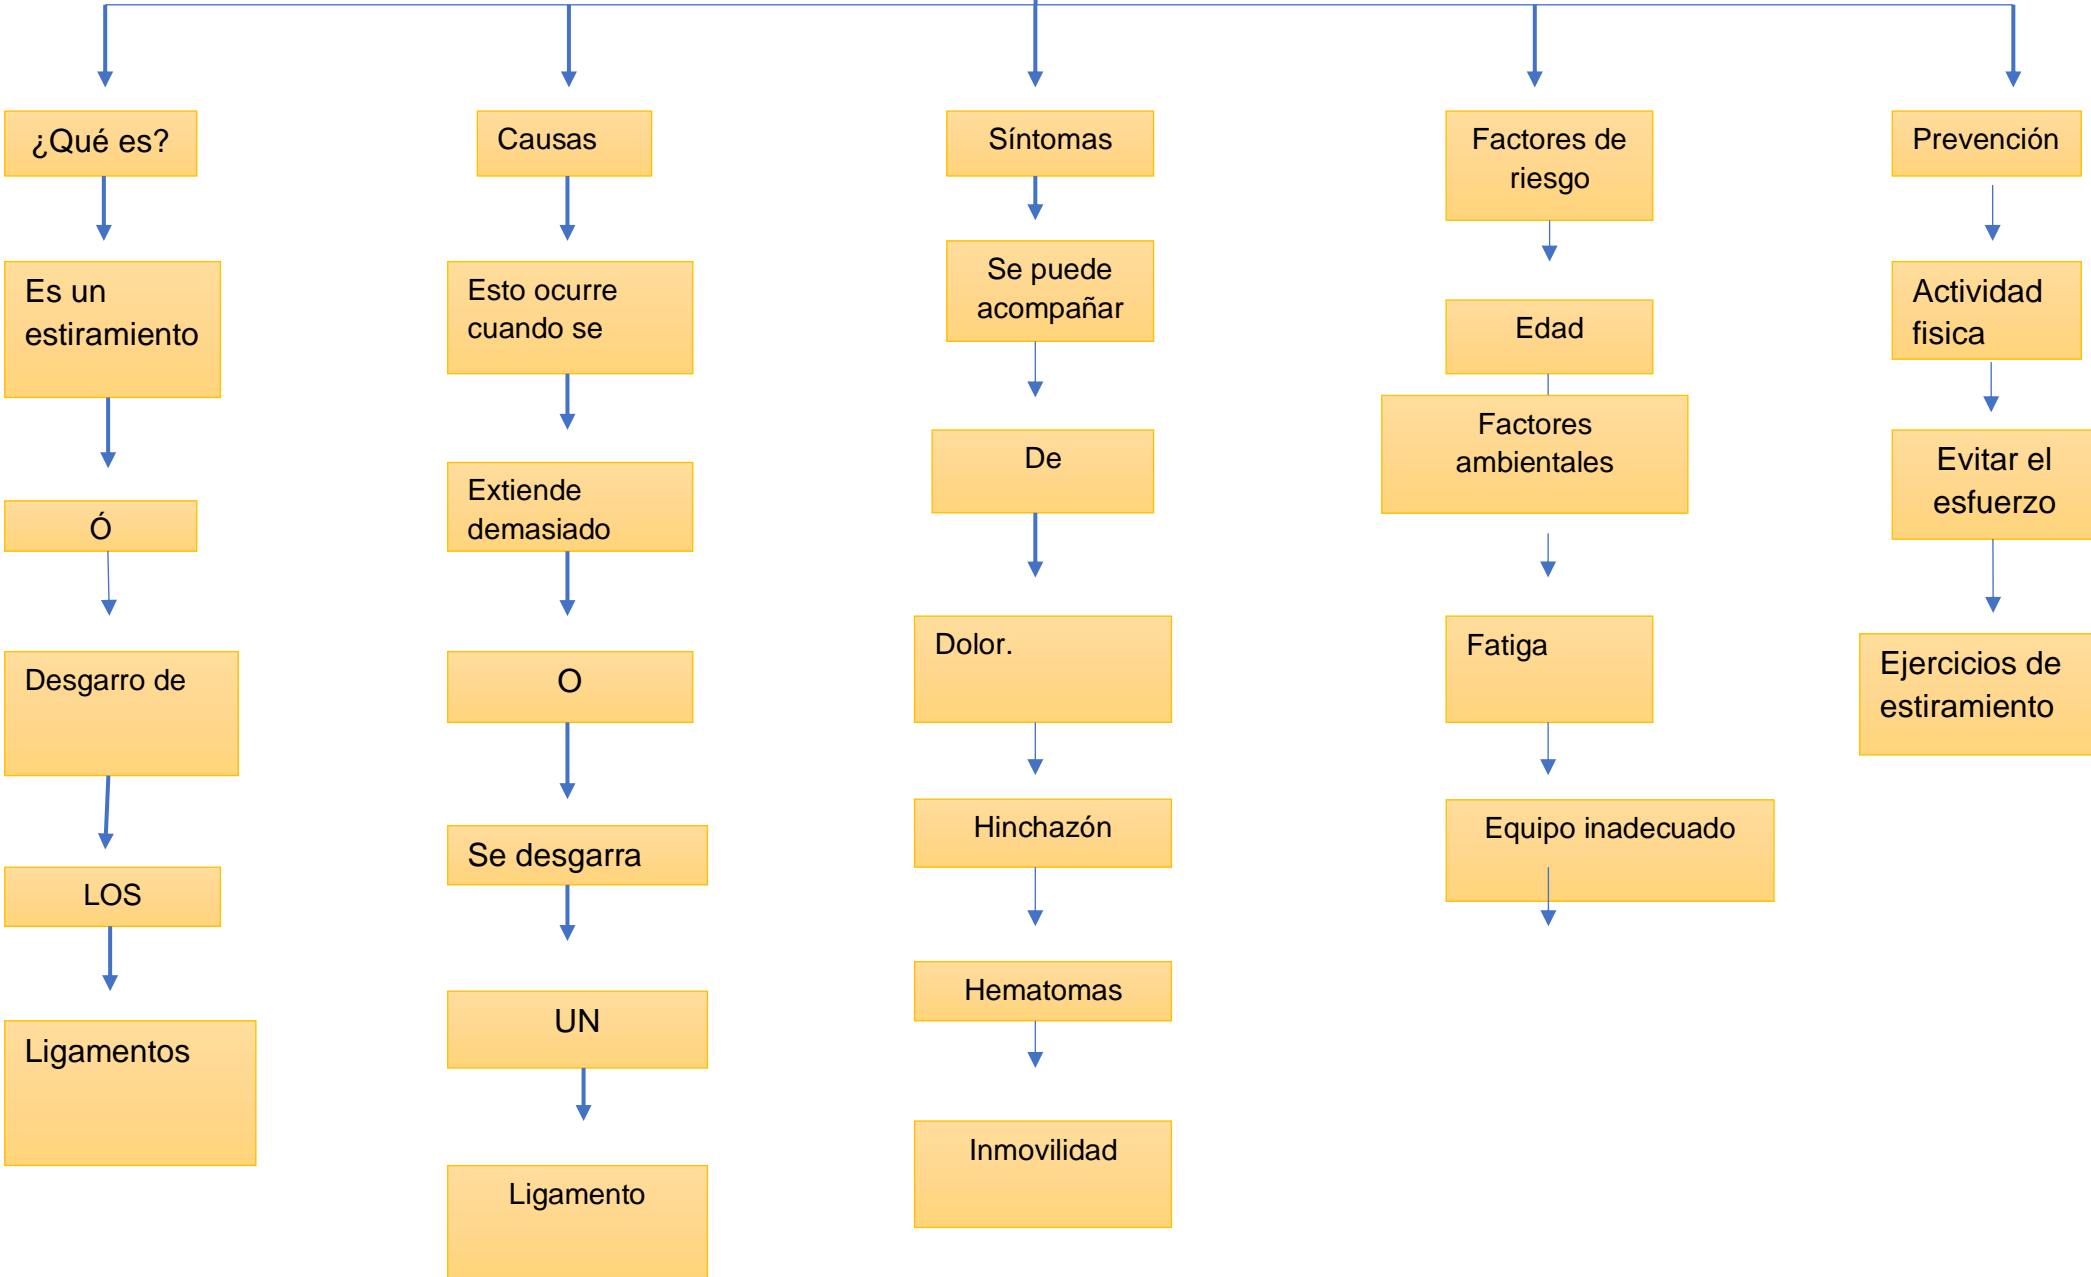 ¿Qué es?
Es un
estiramiento
Ó
Desgarro de
LOS
Ligamentos
Causas
Esto ocurre
cuando se
Extiende
demasiado
O
Se desgarra
UN
Ligamento
Síntomas
Se puede
acompañar
De
Dolor.
Hinchazón
Hematomas
Inmovilidad
Factores de
riesgo
Edad
Factores
ambientales
Fatiga
Equipo inadecuado
Prevención
Actividad
fisica
Evitar el
esfuerzo
Ejercicios de
estiramiento